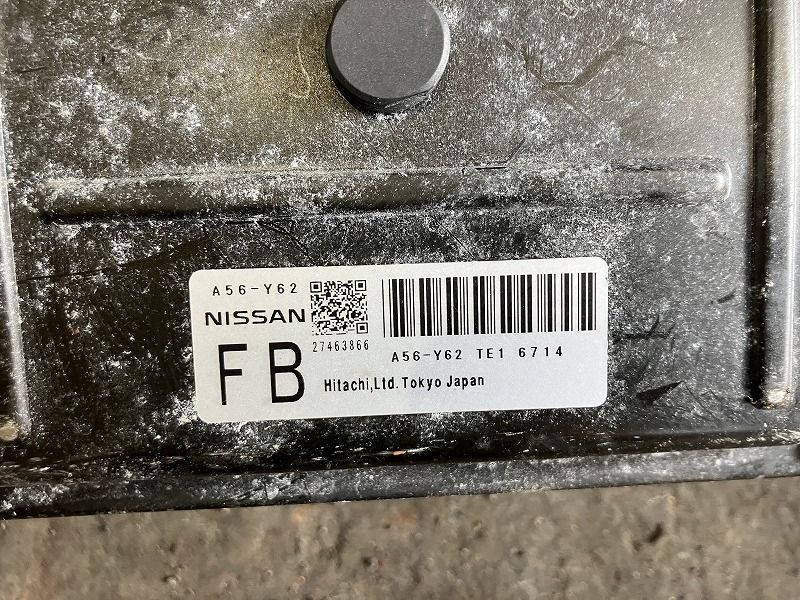 A56-Y62
NISSAN
27463866
FB
A56-Y62 TE1 6714
Hitachi,Ltd.Tokyo Japan